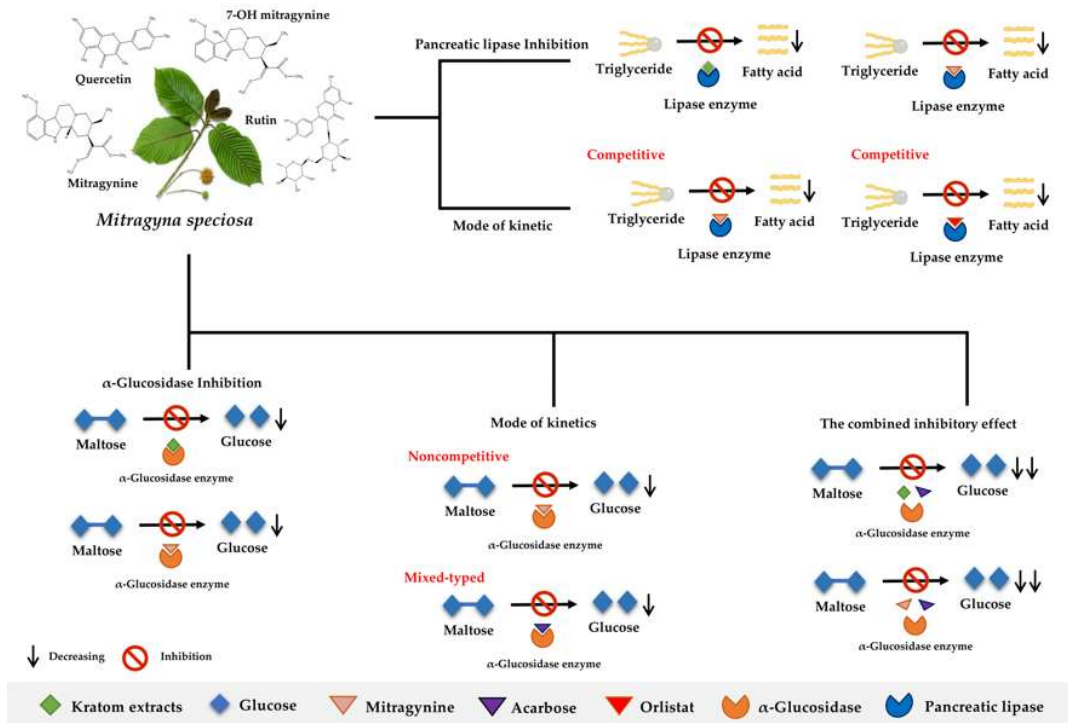 7-OH mitragynine
Quercetin
Rutin
Mitragynine
Mitragyna speciosa
Pancreatic lipase Inhibition
Triglyceride
Fatty acid
Lipase enzyme
Triglyceride
Fatty acid
Lipase enzyme
Mode of kinetic
Competitive
Triglyceride
Fatty acid
Lipase enzyme
Competitive
Triglyceride
Fatty acid
Lipase enzyme
α-Glucosidase Inhibition
Maltose
Glucose
α-Glucosidase enzyme
Maltose
Glucose
α-Glucosidase enzyme
Mode of kinetics
Noncompetitive
Maltose
Glucose
α-Glucosidase enzyme
Mixed-typed
Maltose
Glucose
α-Glucosidase enzyme
The combined inhibitory effect
Maltose
Glucose
α-Glucosidase enzyme
Maltose
Glucose
α-Glucosidase enzyme
Decreasing
Inhibition
Kratom extracts
Glucose
Mitragynine
Acarbose
Orlistat
α-Glucosidase
Pancreatic lipase